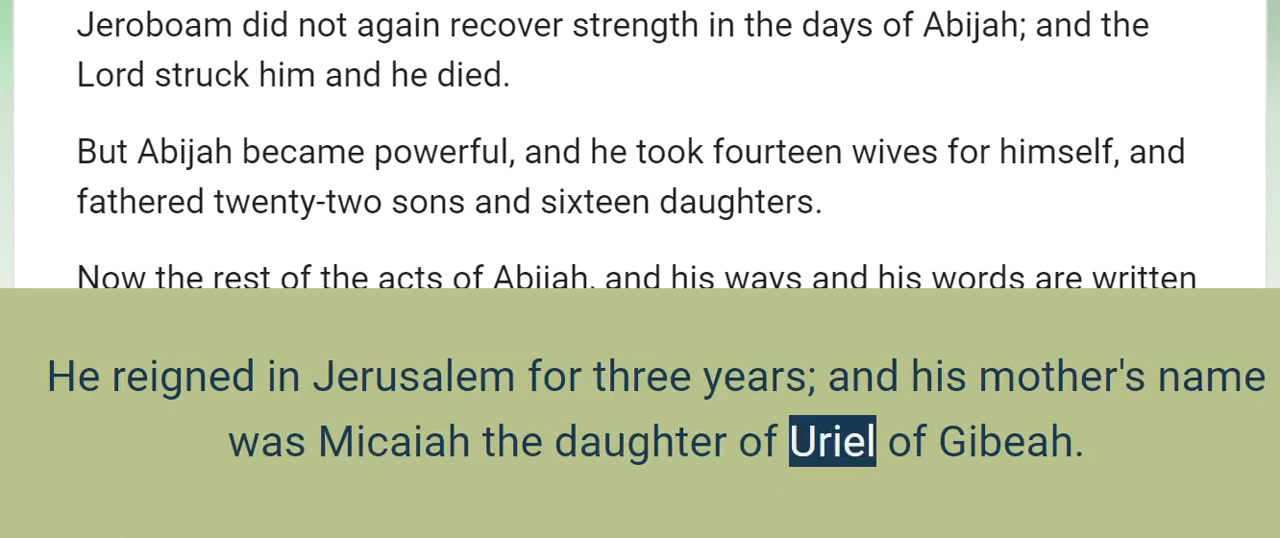 Jeroboam did not again recover strength in the days of Abijah; and the
Lord struck him and he died.
But Abijah became powerful, and he took fourteen wives for himself, and
fathered twenty-two sons and sixteen daughters.
Now the rest of the acts of Abijah, and his ways and his words are written
He reigned in Jerusalem for three years; and his mother's name
was Micaiah the daughter of Uriel of Gibeah.